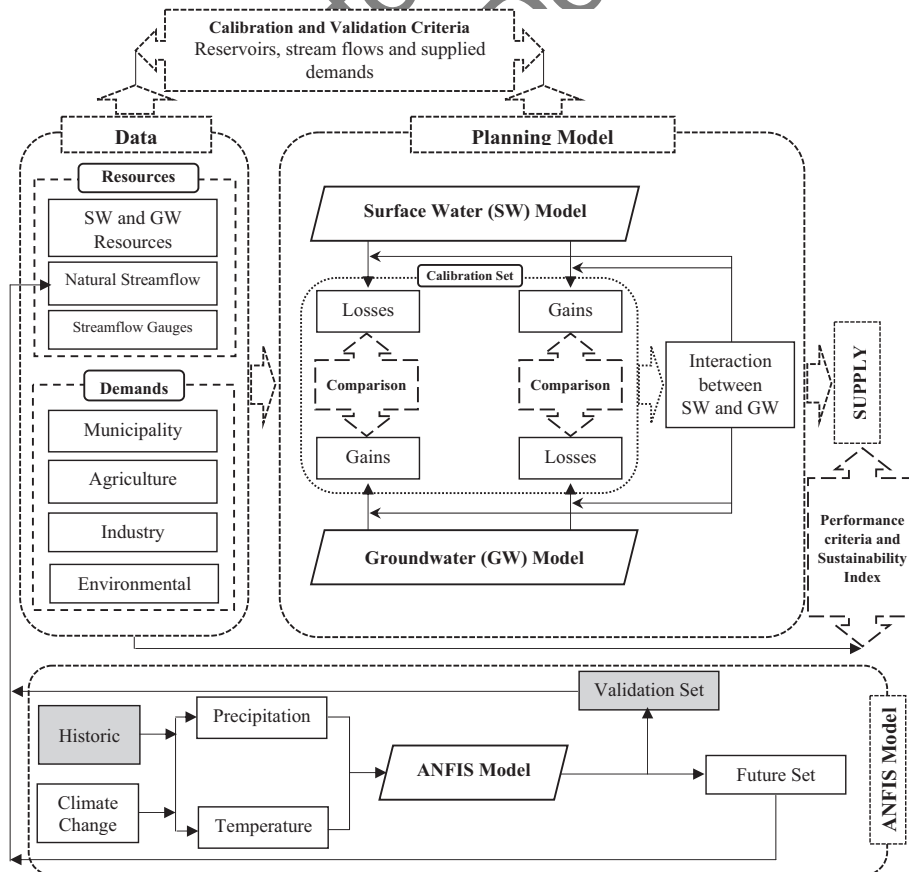 Calibration and Validation Criteria
Reservoirs, stream flows and supplied
demands
Data
Resources
SW and GW
Resources
Natural Streamflow
Streamflow Gauges
Demands
Municipality
Agriculture
Industry
Environmental
Planning Model
Surface Water (SW) Model
Calibration Set
Losses
Gains
Comparison
Comparison
Gains
Losses
Groundwater (GW) Model
Interaction
between
SW and GW
SUPPLY
Performance
criteria and
Sustainability
Index
Validation Set
Historic
Precipitation
ANFIS Model
Future Set
Climate
Change
Temperature
ANFIS Model